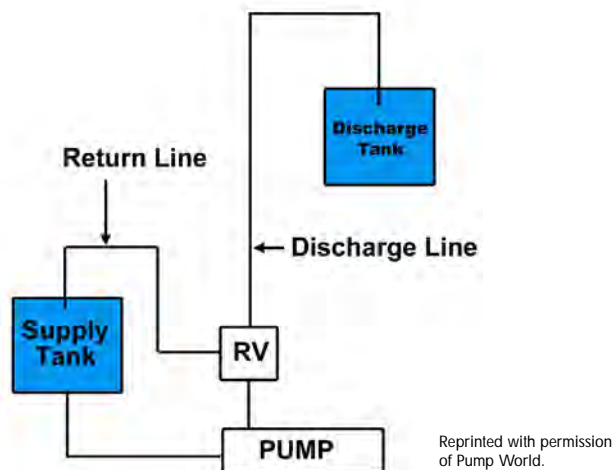 Discharge
Tank
Return Line
Discharge Line
Supply
Tank
RV
PUMP
Reprinted with permission
of Pump World.